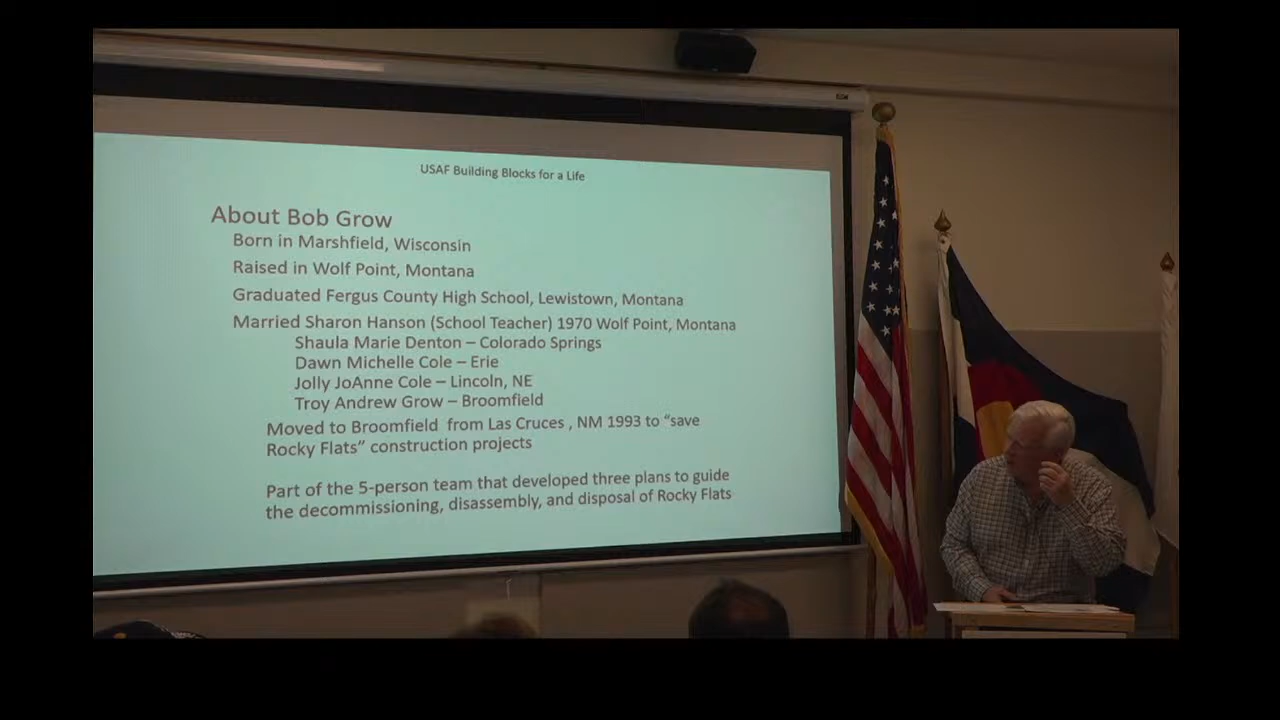 USAF Building Blocks for a Life
About Bob Grow
Born in Marshfield, Wisconsin
Raised in Wolf Point, Montana
Graduated Fergus County High School, Lewistown, Montana
Married Sharon Hanson (School Teacher) 1970 Wolf Point, Montana
Shaula Marie Denton – Colorado Springs
Dawn Michelle Cole – Erie
Jolly JoAnne Cole – Lincoln, NE
Troy Andrew Grow – Broomfield
Moved to Broomfield from Las Cruces , NM 1993 to “save
Rocky Flats” construction projects
Part of the 5-person team that developed three plans to guide
the decommissioning, disassembly, and disposal of Rocky Flats